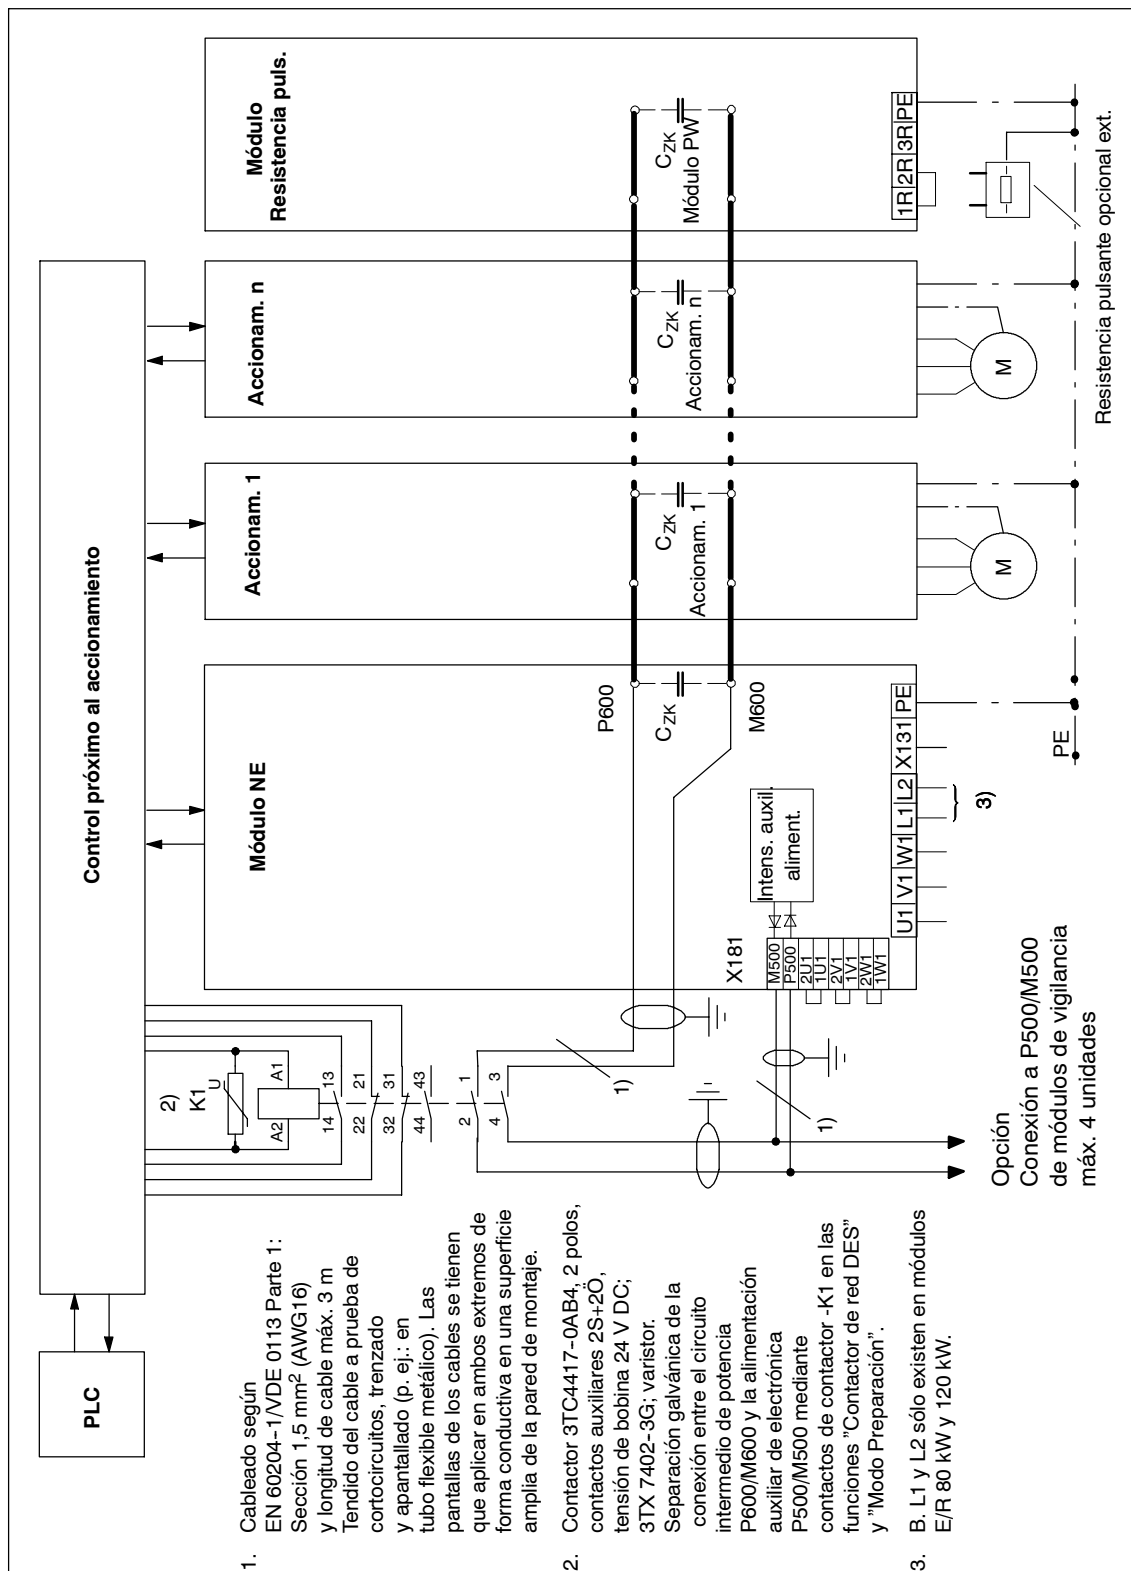 PLC
Control próximo al accionamiento
Módulo NE
Accionam. 1
Accionam. n
Módulo
Resistencia puls.
2)
K1
U
A2
A1
14
13
22
21
32
31
44
43
2
1
4
3
1)
1)
P600
M600
C_ZK
C_ZK
Accionam. 1
C_ZK
Accionam. n
C_ZK
Módulo PW
X181
M500
P500
2U1
1U1
2V1
1V1
2W1
1W1
Intens. auxil.
aliment.
U1 V1 W1 L1 L2 X131 PE
3)
PE
M
M
1R 2R 3R PE
Resistencia pulsante opcional ext.
Opción
Conexión a P500/M500
de módulos de vigilancia
máx. 4 unidades
1. Cableado según
EN 60204-1/VDE 0113 Parte 1:
Sección 1,5 mm² (AWG16)
y longitud de cable máx. 3 m
Tendido del cable a prueba de
cortocircuitos, trenzado
y apantallado (p. ej.: en
tubo flexible metálico). Las
pantallas de los cables se tienen
que aplicar en ambos extremos de
forma conductiva en una superficie
amplia de la pared de montaje.
2. Contactor 3TC4417-0AB4, 2 polos,
contactos auxiliares 2S+2Ö,
tensión de bobina 24 V DC;
3TX 7402-3G; varistor.
Separación galvánica de la
conexión entre el circuito
intermedio de potencia
P600/M600 y la alimentación
auxiliar de electrónica
P500/M500 mediante
contactos de contactor -K1 en las
funciones "Contactor de red DES"
y "Modo Preparación".
3. B. L1 y L2 sólo existen en módulos
E/R 80 kW y 120 kW.